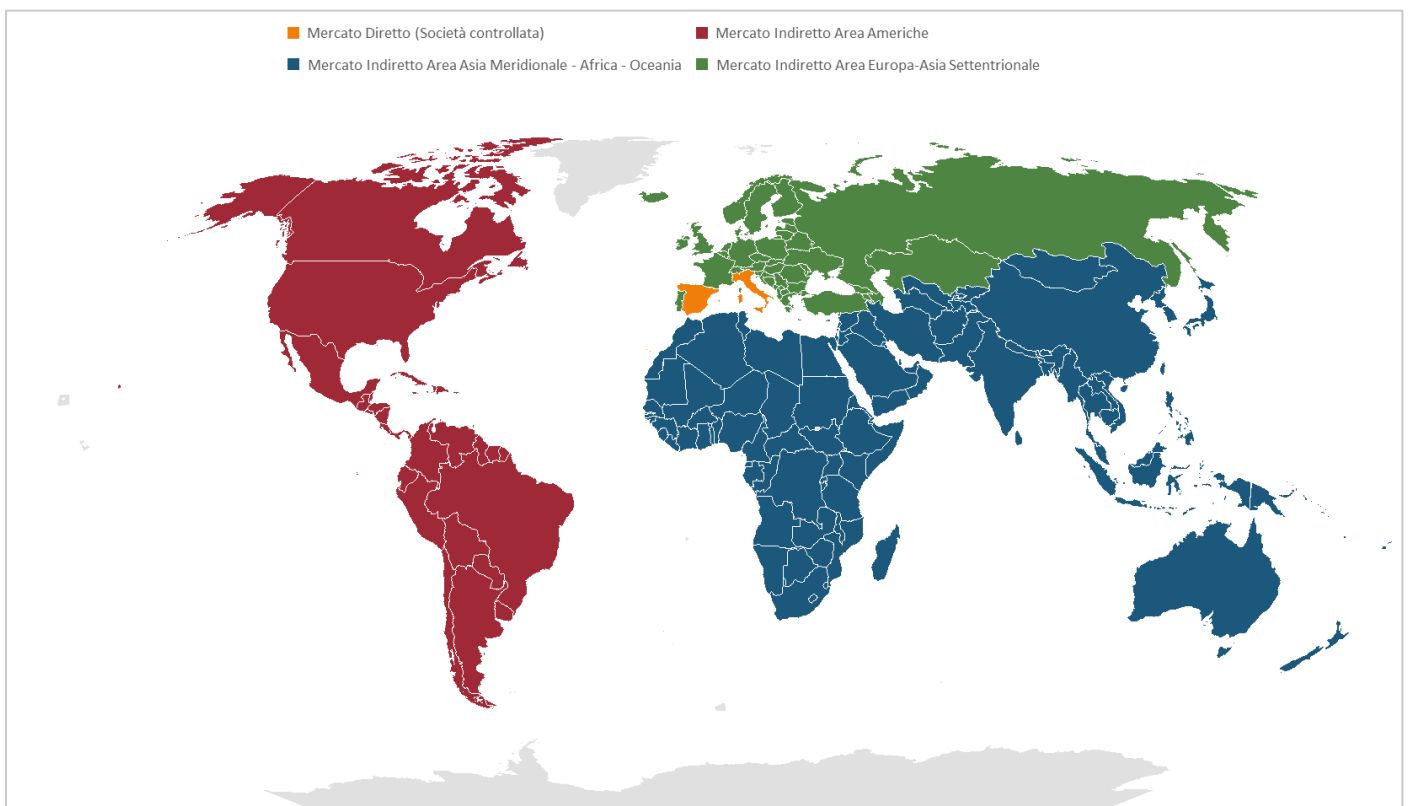 Mercato Diretto (Società controllata)
Mercato Indiretto Area Americhe
Mercato Indiretto Area Asia Meridionale - Africa - Oceania
Mercato Indiretto Area Europa-Asia Settentrionale